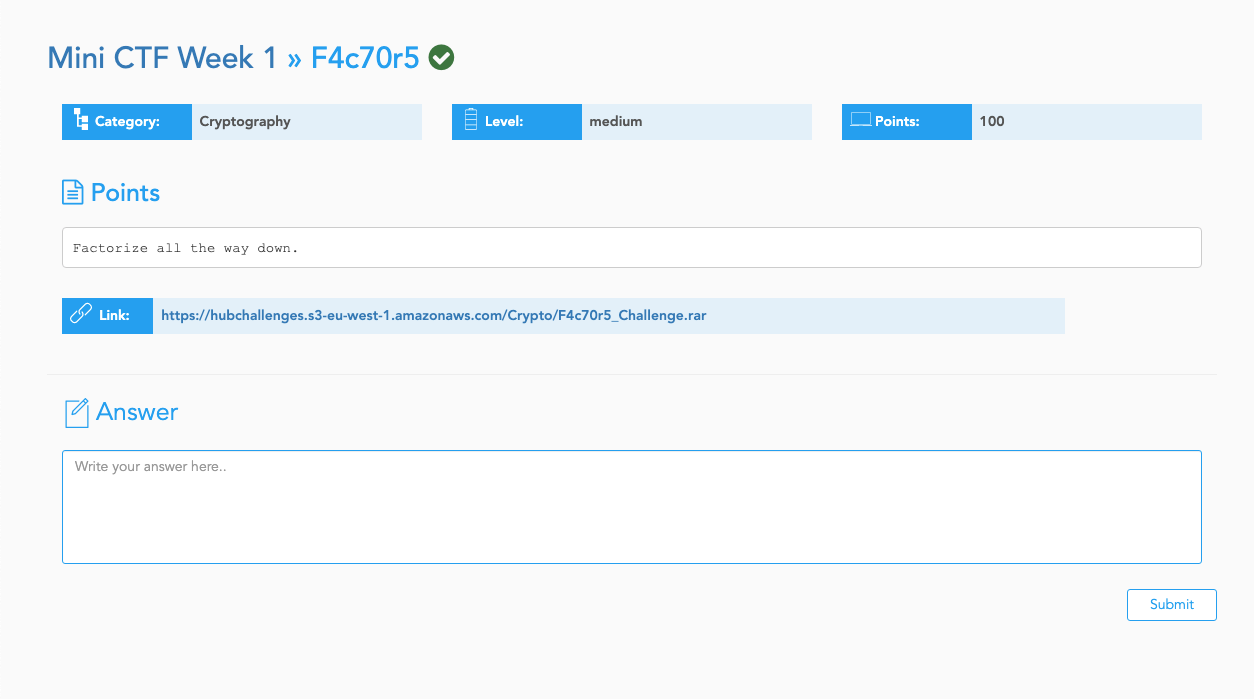 Mini CTF Week 1 » F4c70r5
Category: Cryptography
Level: medium
Points: 100
Points
Factorize all the way down.
Link: https://hubchallenges.s3-eu-west-1.amazonaws.com/Crypto/F4c70r5_Challenge.rar
Answer
Write your answer here..
Submit